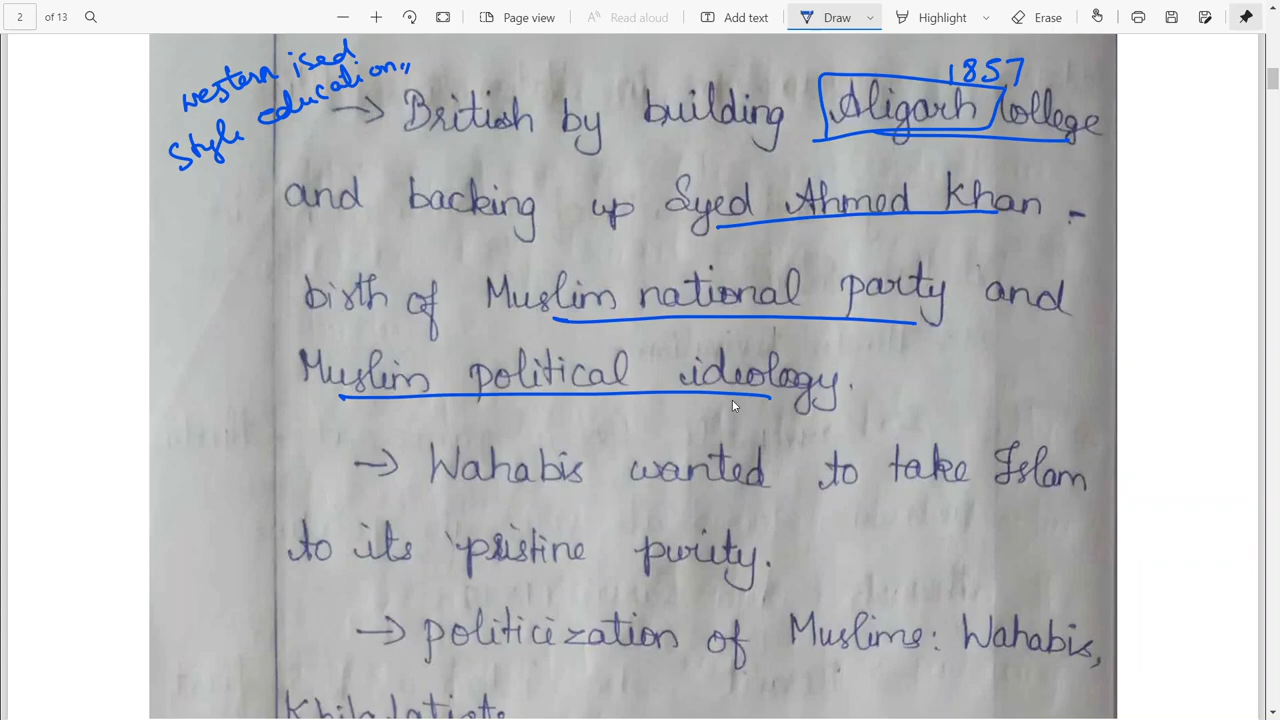 2 of 13
Page view
Read aloud
Add text
Draw
Highlight
Erase
western ised
style education,,
1857
→ British by building Aligarh College
and backing up Syed Ahmed Khan -
birth of Muslim national party and
Muslim political ideology.
→ Wahabis wanted to take Islam
to its pristine purity.
→ politicization of Muslims: Wahabis,